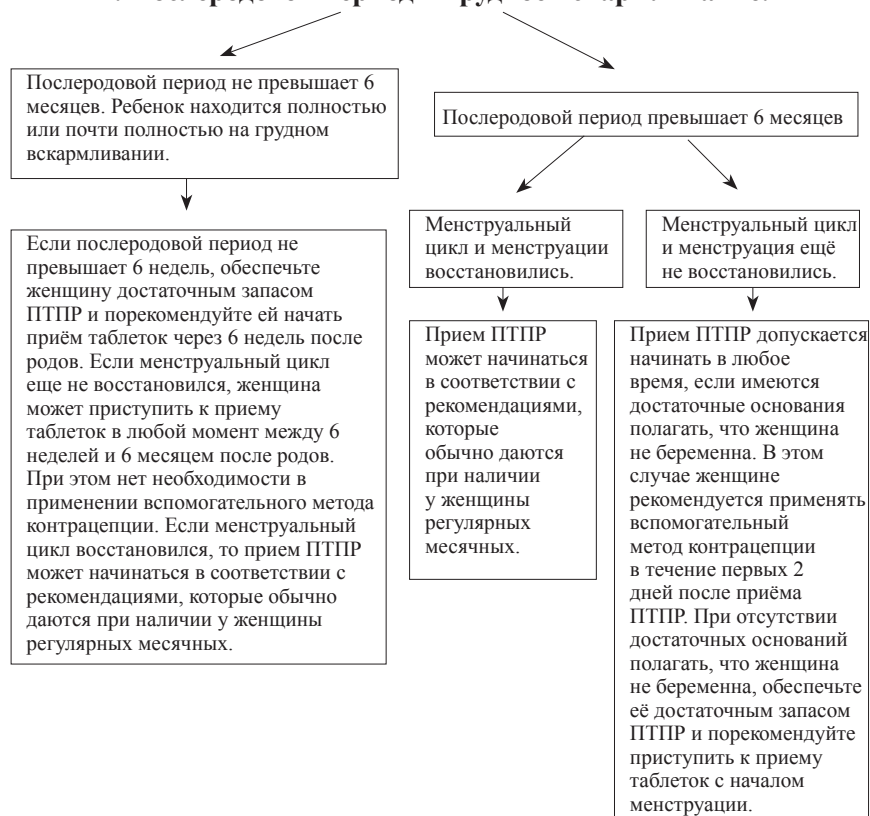 Послеродовой период и грудное вскармливание.
Послеродовой период не превышает 6
месяцев. Ребенок находится полностью
или почти полностью на грудном
вскармливании.
Послеродовой период превышает 6 месяцев
Если послеродовой период не
превышает 6 недель, обеспечьте
женщину достаточным запасом
ПТПР и порекомендуйте ей начать
приём таблеток через 6 недель после
родов. Если менструальный цикл
еще не восстановился, женщина
может приступить к приему
таблеток в любой момент между 6
неделей и 6 месяцем после родов.
При этом нет необходимости в
применении вспомогательного метода
контрацепции. Если менструальный
цикл восстановился, то прием ПТПР
может начинаться в соответствии с
рекомендациями, которые обычно
даются при наличии у женщины
регулярных месячных.
Менструальный
цикл и менструации
восстановились.
Прием ПТПР
может начинаться
в соответствии с
рекомендациями,
которые
обычно даются
при наличии
у женщины
регулярных
месячных.
Менструальный цикл
и менструация ещё
не восстановились.
Прием ПТПР допускается
начинать в любое
время, если имеются
достаточные основания
полагать, что женщина
не беременна. В этом
случае женщине
рекомендуется применять
вспомогательный
метод контрацепции
в течение первых 2
дней после приёма
ПТПР. При отсутствии
достаточных оснований
полагать, что женщина
не беременна, обеспечьте
её достаточным запасом
ПТПР и порекомендуйте
приступить к приему
таблеток с началом
менструации.